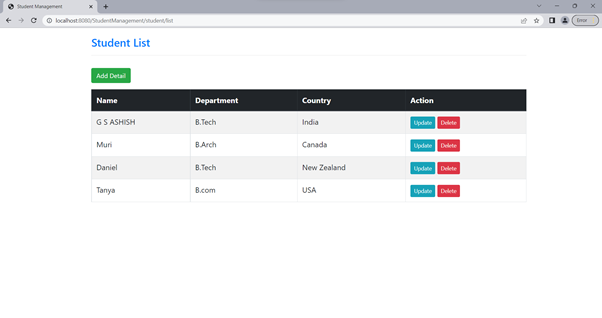 Student Management
localhost:8080/StudentManagement/student/list
Error
Student List
Add Detail
Name Department Country Action
G S ASHISH B.Tech India Update Delete
Muri B.Arch Canada Update Delete
Daniel B.Tech New Zealand Update Delete
Tanya B.com USA Update Delete